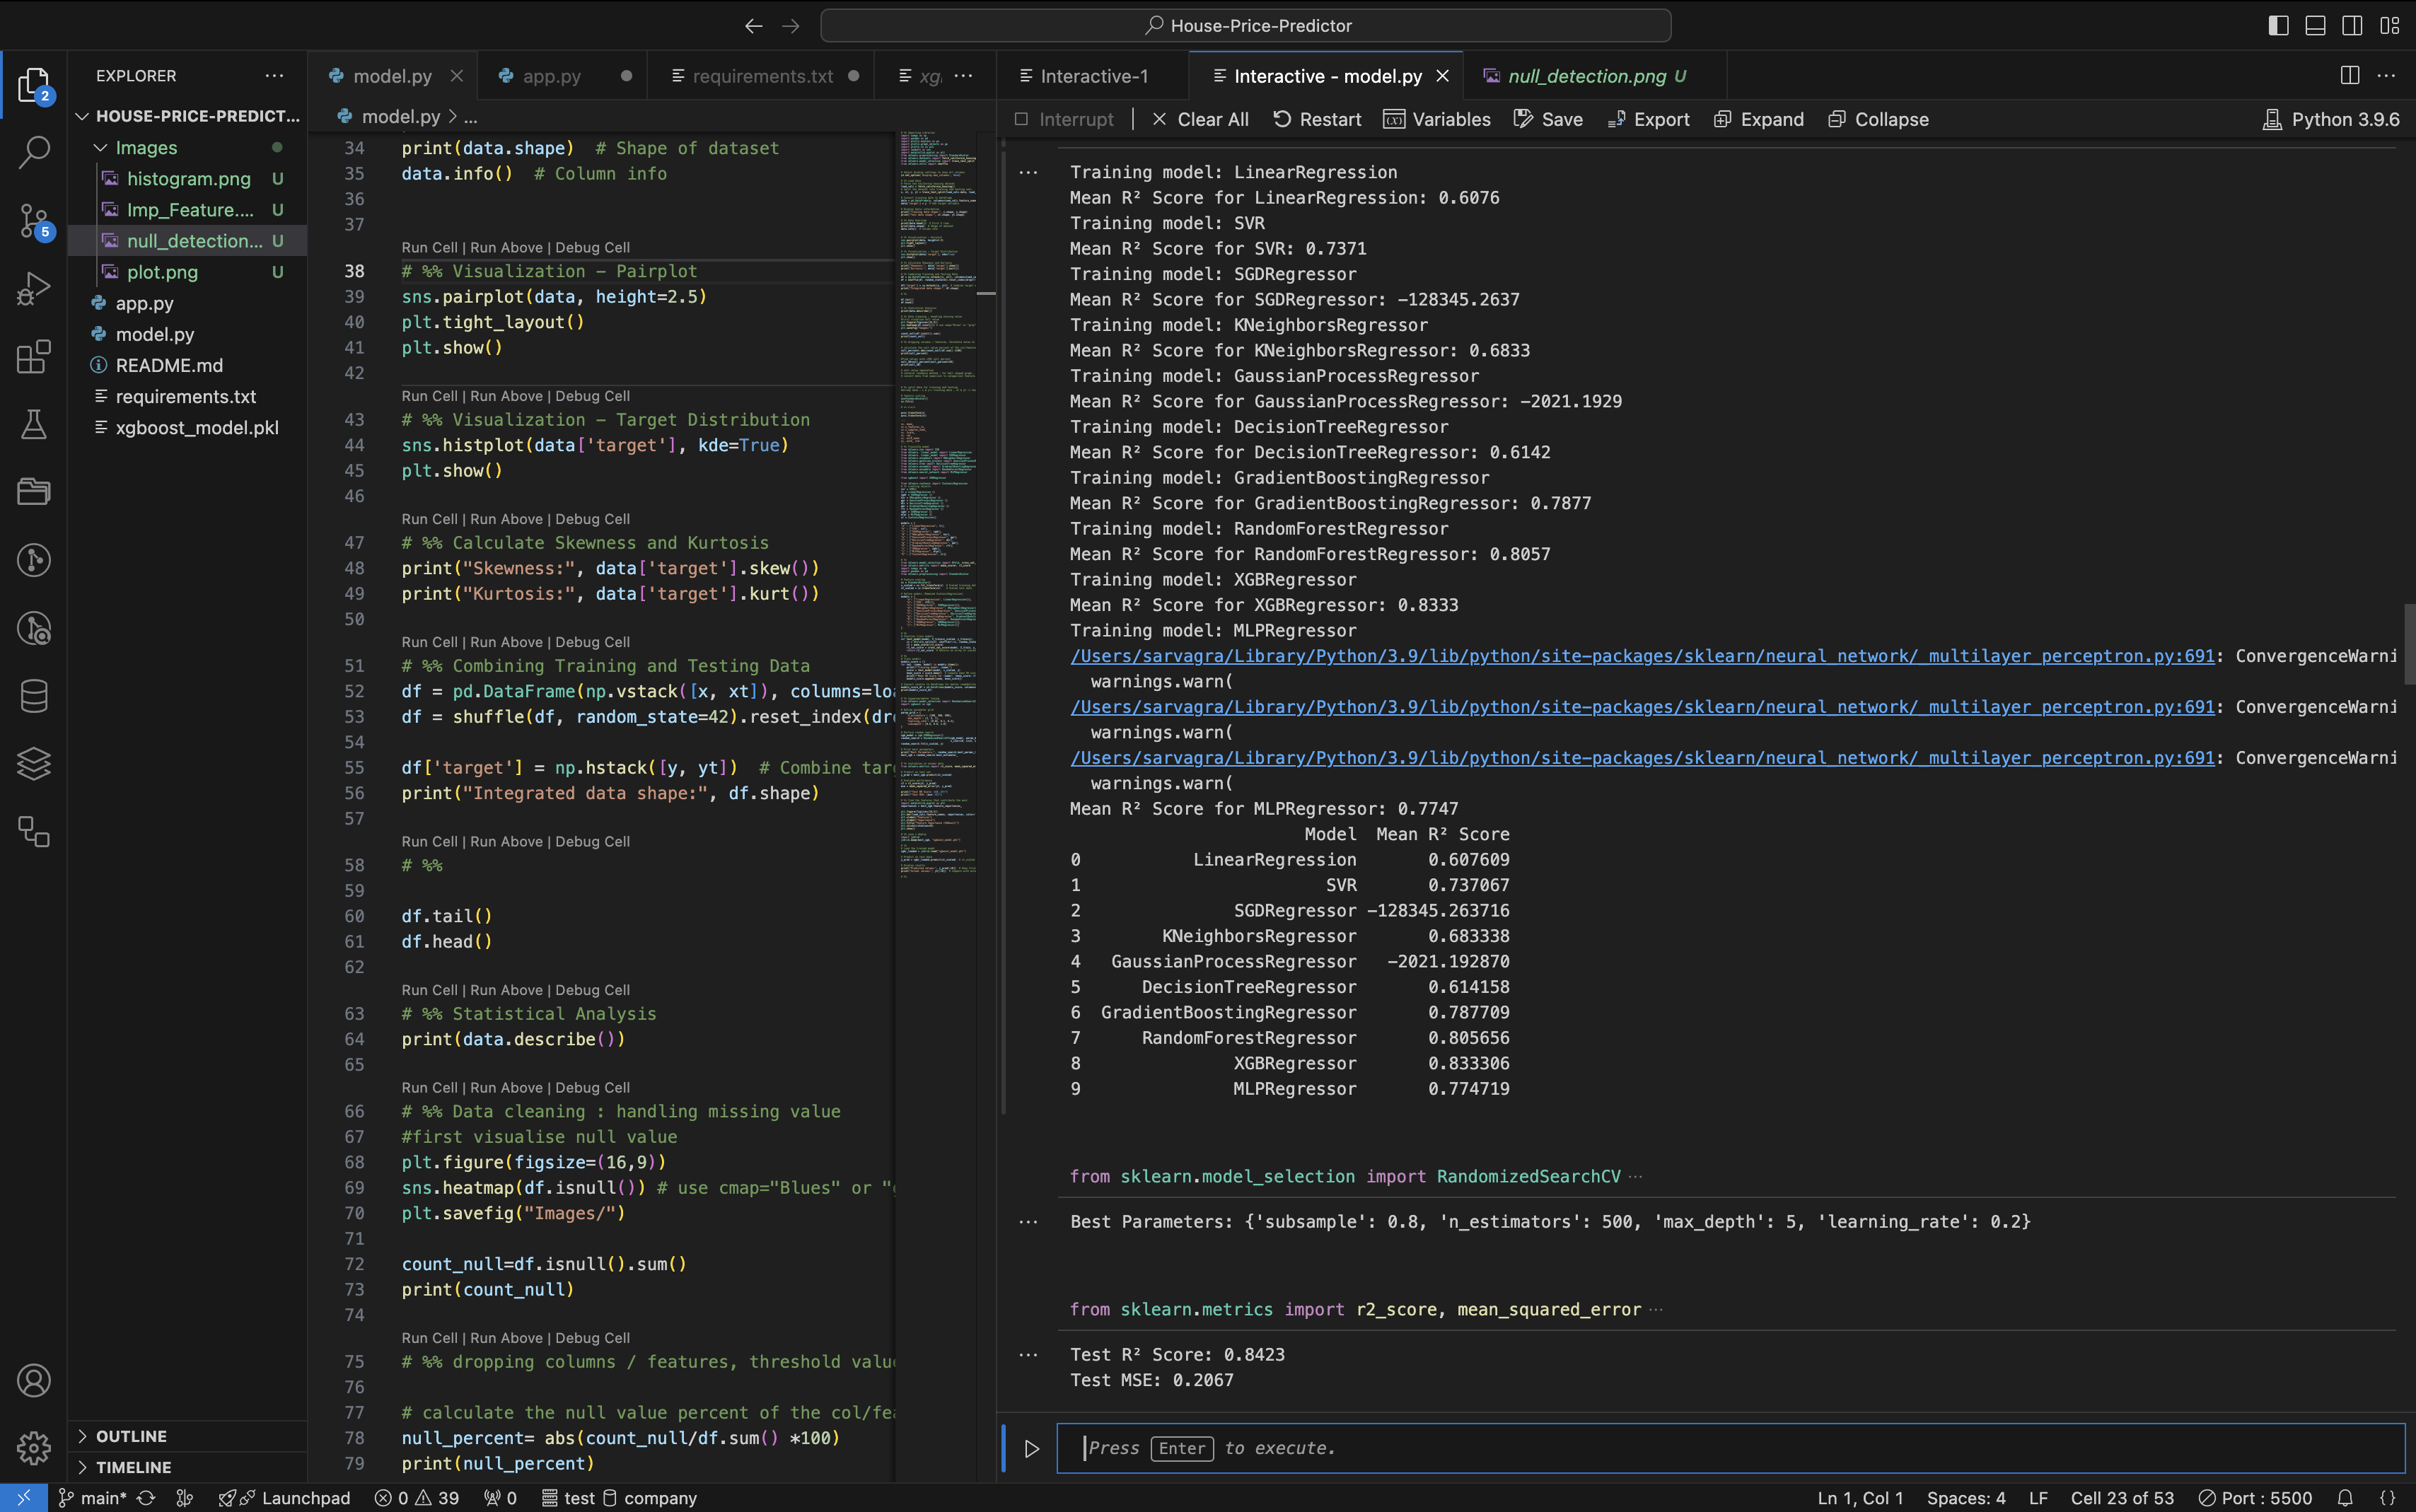 House-Price-Predictor
EXPLORER
HOUSE-PRICE-PREDICT...
Images
histogram.png U
Imp_Feature.... U
null_detection... U
plot.png U
app.py
model.py
README.md
requirements.txt
xgboost_model.pkl
OUTLINE
TIMELINE
2
5
model.py
app.py
requirements.txt
xg
...
model.py > ...
34 print(data.shape)  # Shape of dataset
35 data.info()  # Column info
36
37
Run Cell | Run Above | Debug Cell
38 # %% Visualization – Pairplot
39 sns.pairplot(data, height=2.5)
40 plt.tight_layout()
41 plt.show()
42
Run Cell | Run Above | Debug Cell
43 # %% Visualization – Target Distribution
44 sns.histplot(data['target'], kde=True)
45 plt.show()
46
Run Cell | Run Above | Debug Cell
47 # %% Calculate Skewness and Kurtosis
48 print("Skewness:", data['target'].skew())
49 print("Kurtosis:", data['target'].kurt())
50
Run Cell | Run Above | Debug Cell
51 # %% Combining Training and Testing Data
52 df = pd.DataFrame(np.vstack([x, xt]), columns=loa
53 df = shuffle(df, random_state=42).reset_index(dro
54
55 df['target'] = np.hstack([y, yt])  # Combine targ
56 print("Integrated data shape:", df.shape)
57
Run Cell | Run Above | Debug Cell
58 # %%
59
60 df.tail()
61 df.head()
62
Run Cell | Run Above | Debug Cell
63 # %% Statistical Analysis
64 print(data.describe())
65
Run Cell | Run Above | Debug Cell
66 # %% Data cleaning : handling missing value
67 #first visualise null value
68 plt.figure(figsize=(16,9))
69 sns.heatmap(df.isnull()) # use cmap="Blues" or "g
70 plt.savefig("Images/")
71
72 count_null=df.isnull().sum()
73 print(count_null)
74
Run Cell | Run Above | Debug Cell
75 # %% dropping columns / features, threshold valu
76
77 # calculate the null value percent of the col/fea
78 null_percent= abs(count_null/df.sum() *100)
79 print(null_percent)
Interactive-1
Interactive - model.py
null_detection.png U
Interrupt | Clear All Restart Variables Save Export Expand Collapse
Python 3.9.6
Training model: LinearRegression
Mean R² Score for LinearRegression: 0.6076
Training model: SVR
Mean R² Score for SVR: 0.7371
Training model: SGDRegressor
Mean R² Score for SGDRegressor: -128345.2637
Training model: KNeighborsRegressor
Mean R² Score for KNeighborsRegressor: 0.6833
Training model: GaussianProcessRegressor
Mean R² Score for GaussianProcessRegressor: -2021.1929
Training model: DecisionTreeRegressor
Mean R² Score for DecisionTreeRegressor: 0.6142
Training model: GradientBoostingRegressor
Mean R² Score for GradientBoostingRegressor: 0.7877
Training model: RandomForestRegressor
Mean R² Score for RandomForestRegressor: 0.8057
Training model: XGBRegressor
Mean R² Score for XGBRegressor: 0.8333
Training model: MLPRegressor
/Users/sarvagra/Library/Python/3.9/lib/python/site-packages/sklearn/neural_network/_multilayer_perceptron.py:691: ConvergenceWarni
warnings.warn(
/Users/sarvagra/Library/Python/3.9/lib/python/site-packages/sklearn/neural_network/_multilayer_perceptron.py:691: ConvergenceWarni
warnings.warn(
/Users/sarvagra/Library/Python/3.9/lib/python/site-packages/sklearn/neural_network/_multilayer_perceptron.py:691: ConvergenceWarni
warnings.warn(
Mean R² Score for MLPRegressor: 0.7747
Model  Mean R² Score
0 LinearRegression 0.607609
1 SVR 0.737067
2 SGDRegressor -128345.263716
3 KNeighborsRegressor 0.683338
4 GaussianProcessRegressor -2021.192870
5 DecisionTreeRegressor 0.614158
6 GradientBoostingRegressor 0.787709
7 RandomForestRegressor 0.805656
8 XGBRegressor 0.833306
9 MLPRegressor 0.774719
from sklearn.model_selection import RandomizedSearchCV ...
Best Parameters: {'subsample': 0.8, 'n_estimators': 500, 'max_depth': 5, 'learning_rate': 0.2}
from sklearn.metrics import r2_score, mean_squared_error ...
Test R² Score: 0.8423
Test MSE: 0.2067
Press Enter to execute.
main* Launchpad 0 39 0 test company
Ln 1, Col 1 Spaces: 4 LF Cell 23 of 53 Port : 5500 {}